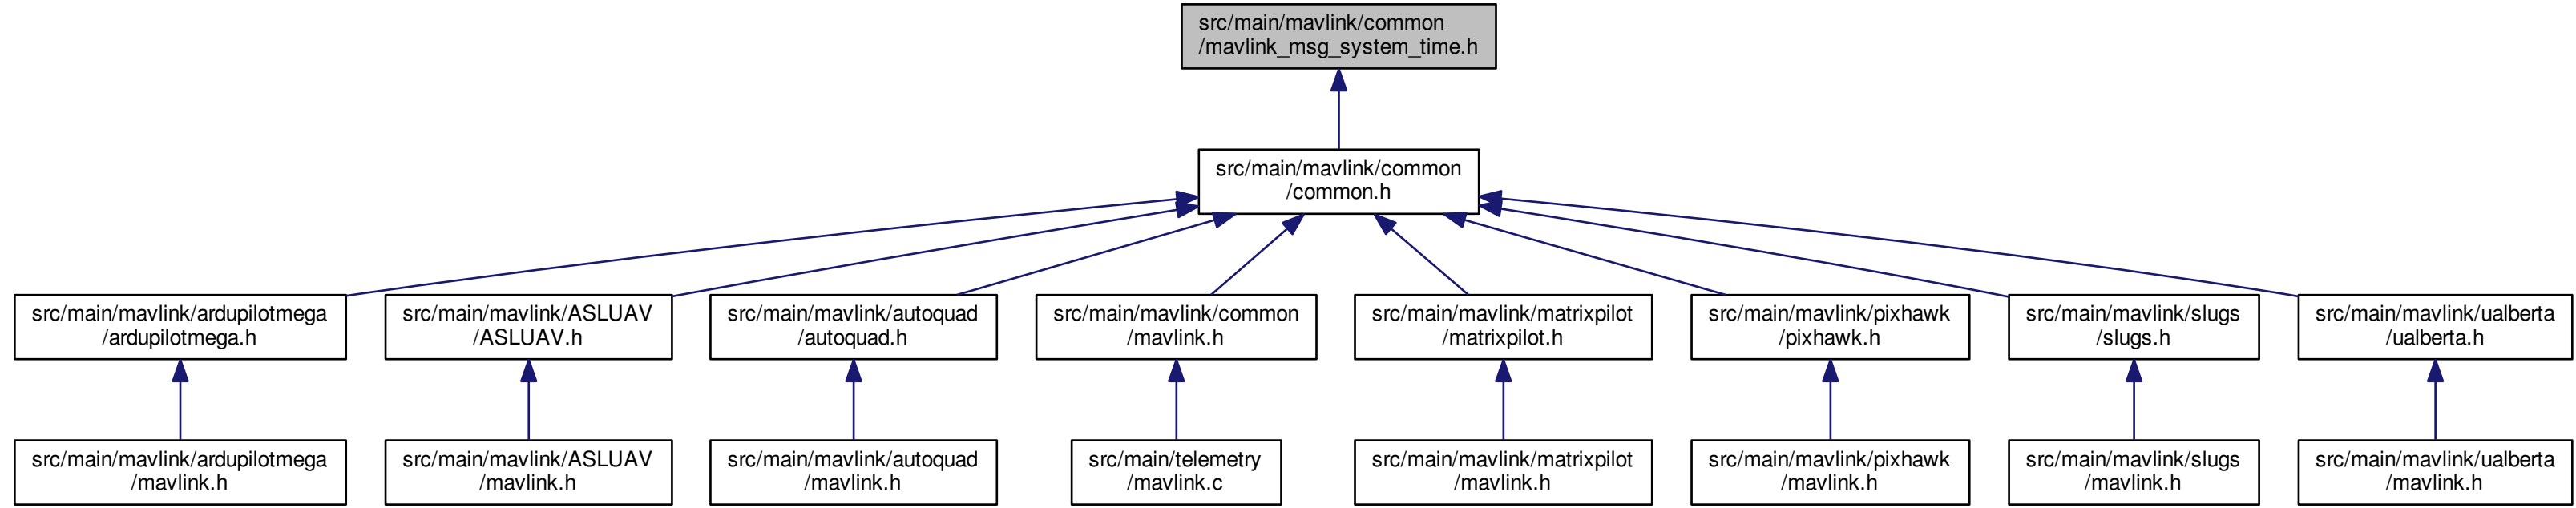 src/main/mavlink/common
/mavlink_msg_system_time.h
src/main/mavlink/common
/common.h
src/main/mavlink/ardupilotmega
/ardupilotmega.h
src/main/mavlink/ASLUAV
/ASLUAV.h
src/main/mavlink/autoquad
/autoquad.h
src/main/mavlink/common
/mavlink.h
src/main/mavlink/matrixpilot
/matrixpilot.h
src/main/mavlink/pixhawk
/pixhawk.h
src/main/mavlink/slugs
/slugs.h
src/main/mavlink/ualberta
/ualberta.h
src/main/mavlink/ardupilotmega
/mavlink.h
src/main/mavlink/ASLUAV
/mavlink.h
src/main/mavlink/autoquad
/mavlink.h
src/main/telemetry
/mavlink.c
src/main/mavlink/matrixpilot
/mavlink.h
src/main/mavlink/pixhawk
/mavlink.h
src/main/mavlink/slugs
/mavlink.h
src/main/mavlink/ualberta
/mavlink.h